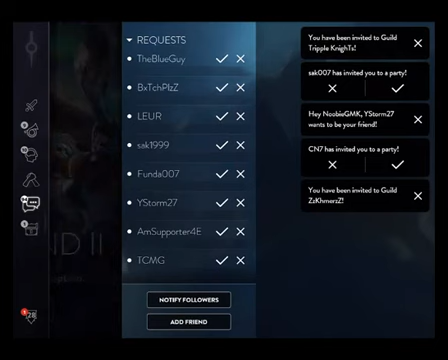 REQUESTS
TheBlueGuy
BxTchPlzZ
LEUR
sak1999
Funda007
YStorm27
AmSupporter4E
TCMG
NOTIFY FOLLOWERS
ADD FRIEND
You have been invited to Guild
Tripple KnighTs!
sak007 has invited you to a party!
Hey NoobieGMK, YStorm27
wants to be your friend!
CN7 has invited you to a party!
You have been invited to Guild
ZzKhmerzZ!
28